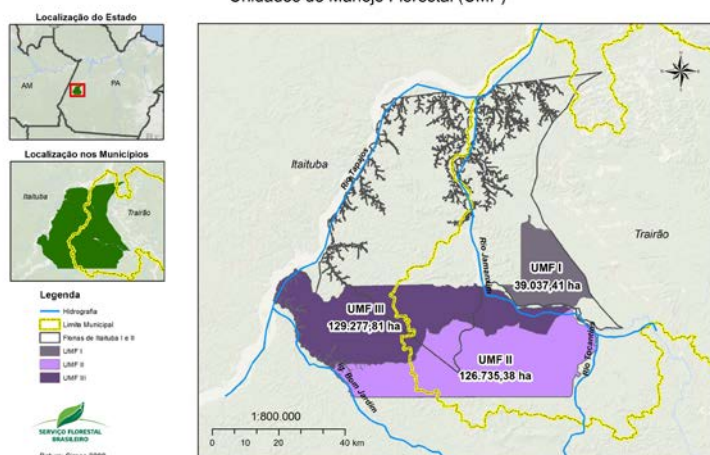 Unidades de Manejo Florestal (UMF)
Localização do Estado
AM
PA
Localização nos Municípios
Itaituba
Trairão
Legenda
Hidrografia
Limite Municipal
Flonas de Itaituba I e II
UMF I
UMF II
UMF III
SERVIÇO FLORESTAL
BRASILEIRO
Itaituba
Rio Tapajós
Rio Jamanxim
Trairão
UMF I
39.037,41 ha
UMF III
129.277,81 ha
UMF II
126.735,38 ha
Rio Tocantins
Ig. Bom Jardim
1:800.000
0 10 20 40 km